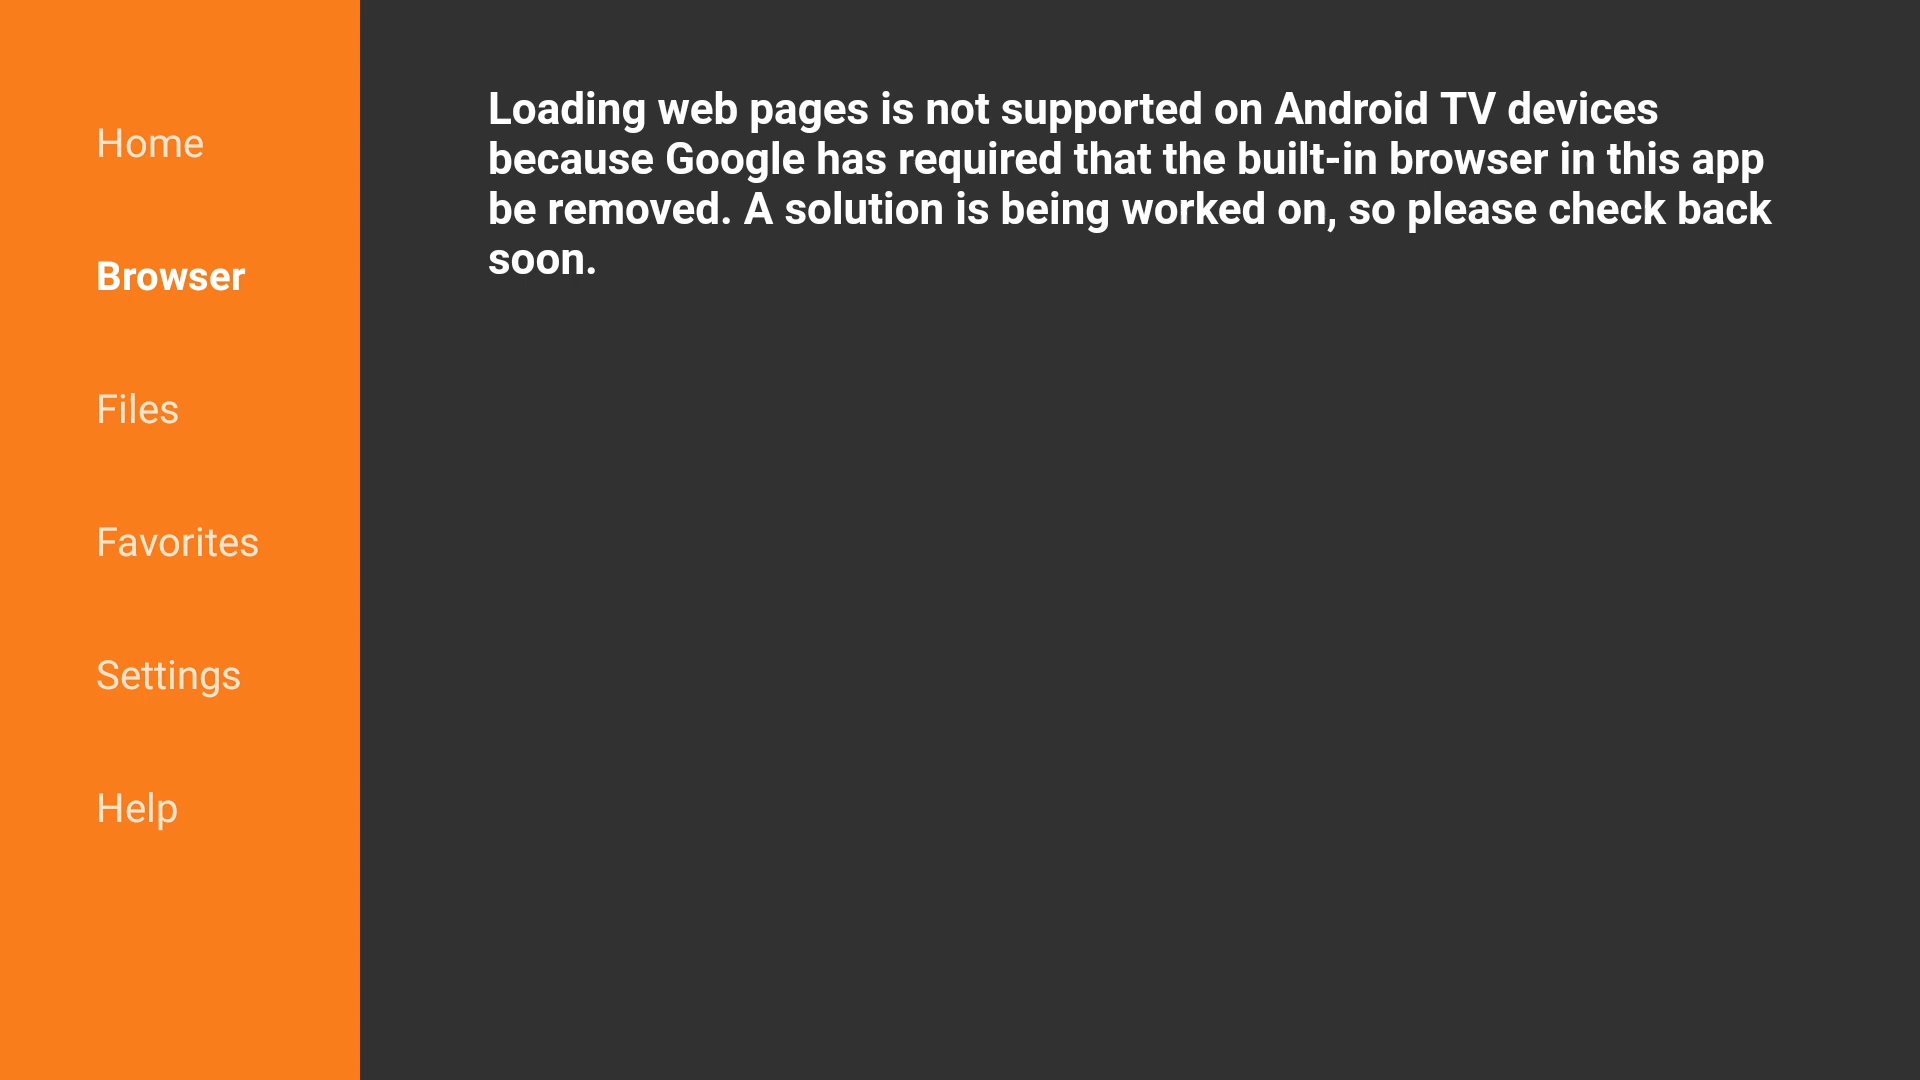 Home
Browser
Files
Favorites
Settings
Help
Loading web pages is not supported on Android TV devices
because Google has required that the built-in browser in this app
be removed. A solution is being worked on, so please check back
soon.